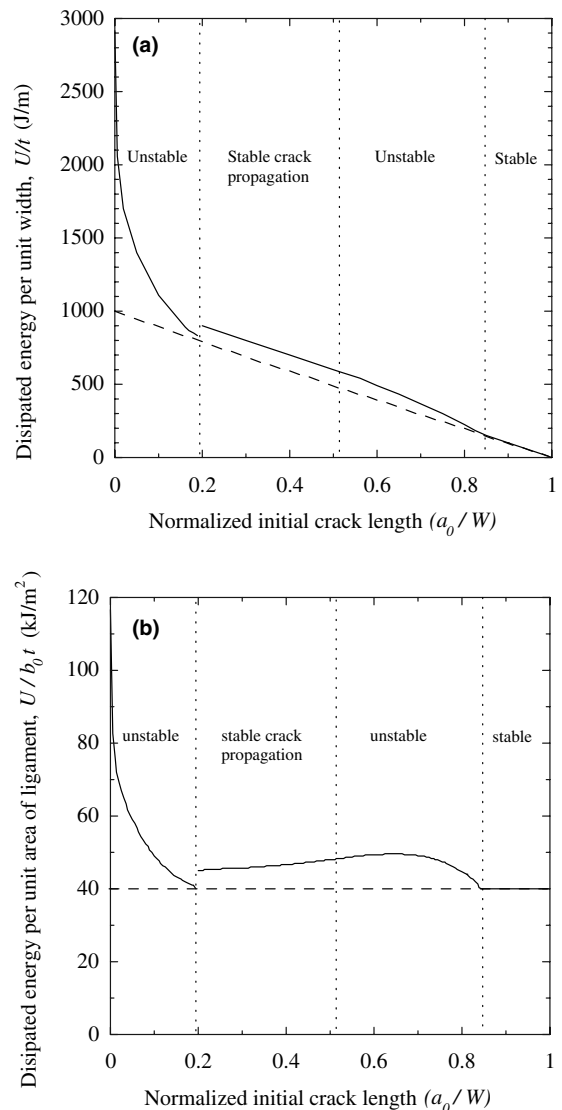 (a)
3000
2500
2000
1500
1000
500
0
Disipated energy per unit width, U/t (J/m)
Unstable
Stable crack
propagation
Unstable
Stable
0
0.2
0.4
0.6
0.8
1
Normalized initial crack length (a₀ / W)
(b)
120
100
80
60
40
20
0
Disipated energy per unit area of ligament, U / b₀ t (kJ/m²)
unstable
stable crack
propagation
unstable
stable
0
0.2
0.4
0.6
0.8
1
Normalized initial crack length (a₀ / W)